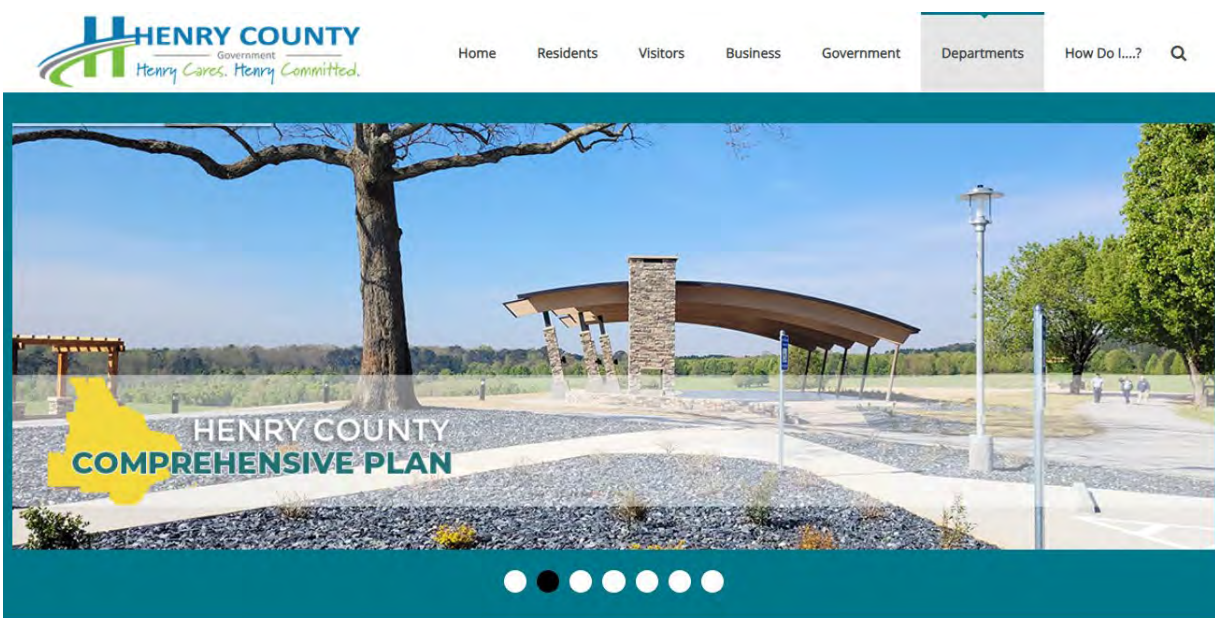 HENRY COUNTY
Government
Henry Cares. Henry Committed.
Home Residents Visitors Business Government Departments How Do I....?
HENRY COUNTY
COMPREHENSIVE PLAN